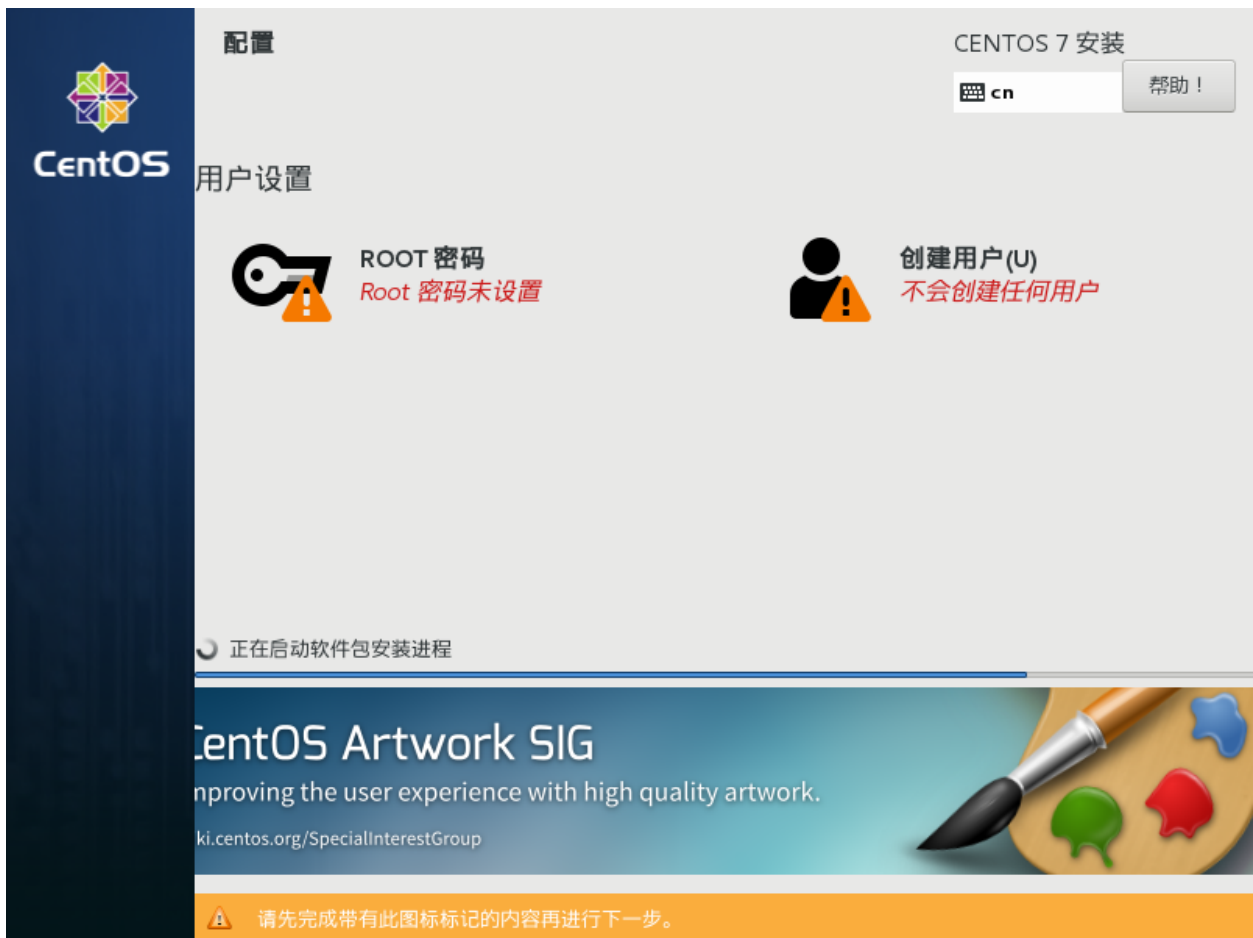 配置
CENTOS 7 安装
cn
帮助！
CentOS
用户设置
ROOT 密码
Root 密码未设置
创建用户(U)
不会创建任何用户
正在启动软件包安装进程
CentOS Artwork SIG
mproving the user experience with high quality artwork.
ki.centos.org/SpecialInterestGroup
请先完成带有此图标标记的内容再进行下一步。